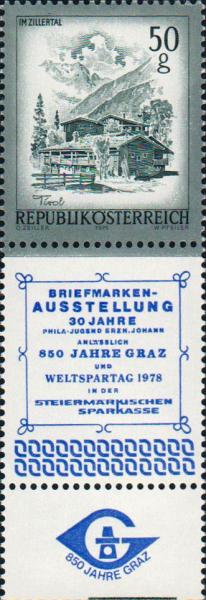 IM ZILLERTAL
50
g
Tirol
REPUBLIK ÖSTERREICH
O. ZEILER 1975 W. PFEILER
BRIEFMARKEN-
AUSSTELLUNG
30 JAHRE
PHILA-JUGEND ERZH. JOHANN
ANLÄSSLICH
850 JAHRE GRAZ
UND
WELTSPARTAG 1978
IN DER
STEIERMÄRKISCHEN
SPARKASSE
G
850 JAHRE GRAZ